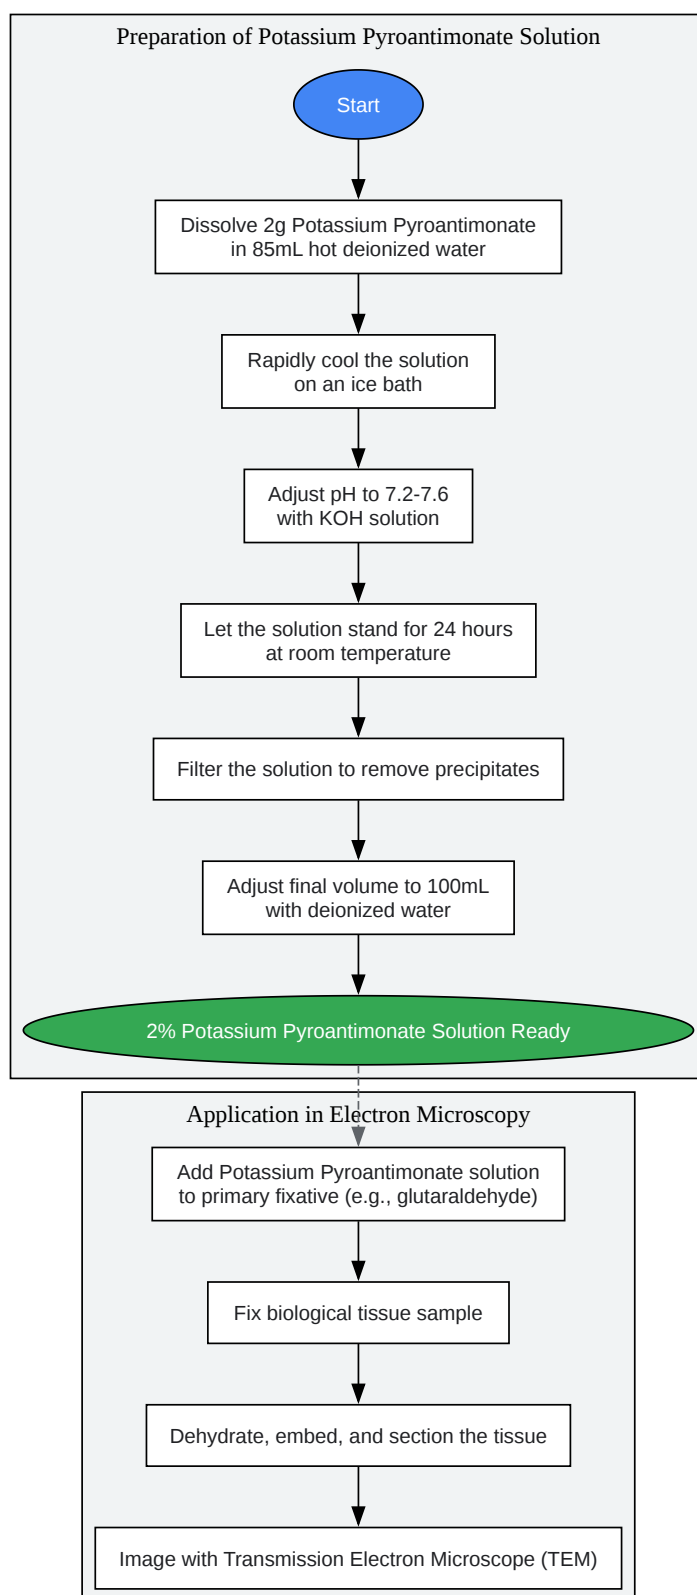 Preparation of Potassium Pyroantimonate Solution
Start
Dissolve 2g Potassium Pyroantimonate
in 85mL hot deionized water
Rapidly cool the solution
on an ice bath
Adjust pH to 7.2-7.6
with KOH solution
Let the solution stand for 24 hours
at room temperature
Filter the solution to remove precipitates
Adjust final volume to 100mL
with deionized water
2% Potassium Pyroantimonate Solution Ready
Application in Electron Microscopy
Add Potassium Pyroantimonate solution
to primary fixative (e.g., glutaraldehyde)
Fix biological tissue sample
Dehydrate, embed, and section the tissue
Image with Transmission Electron Microscope (TEM)